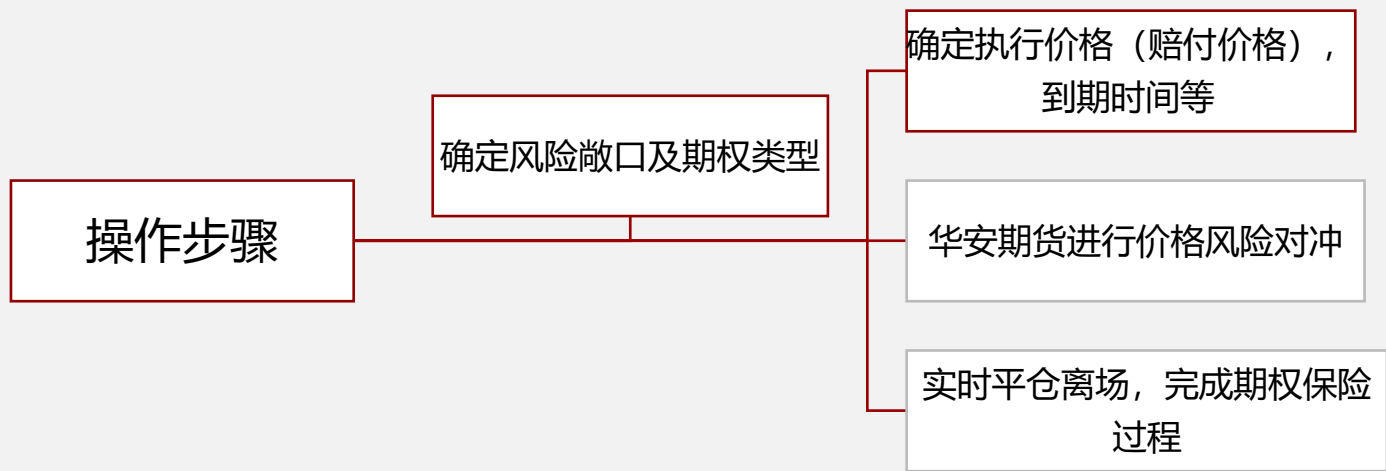 操作步骤
确定风险敞口及期权类型
确定执行价格（赔付价格），
到期时间等
华安期货进行价格风险对冲
实时平仓离场，完成期权保险
过程